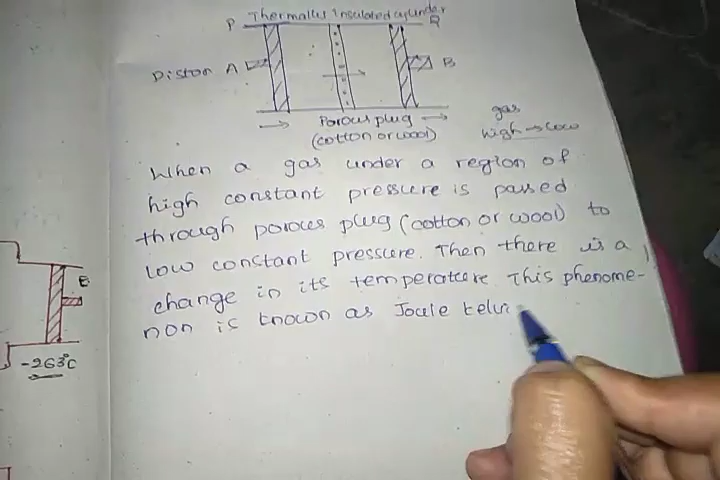 Thermally Insulated cylinder
P
R
Piston A
B
Porous plug
(cotton or wool)
gas
high → low
When a gas under a region of
high constant pressure is passed
through porous plug (cotton or wool) to
low constant pressure. Then there is a
change in its temperature This phenome-
non is known as Joule kelvi
B
-263°C